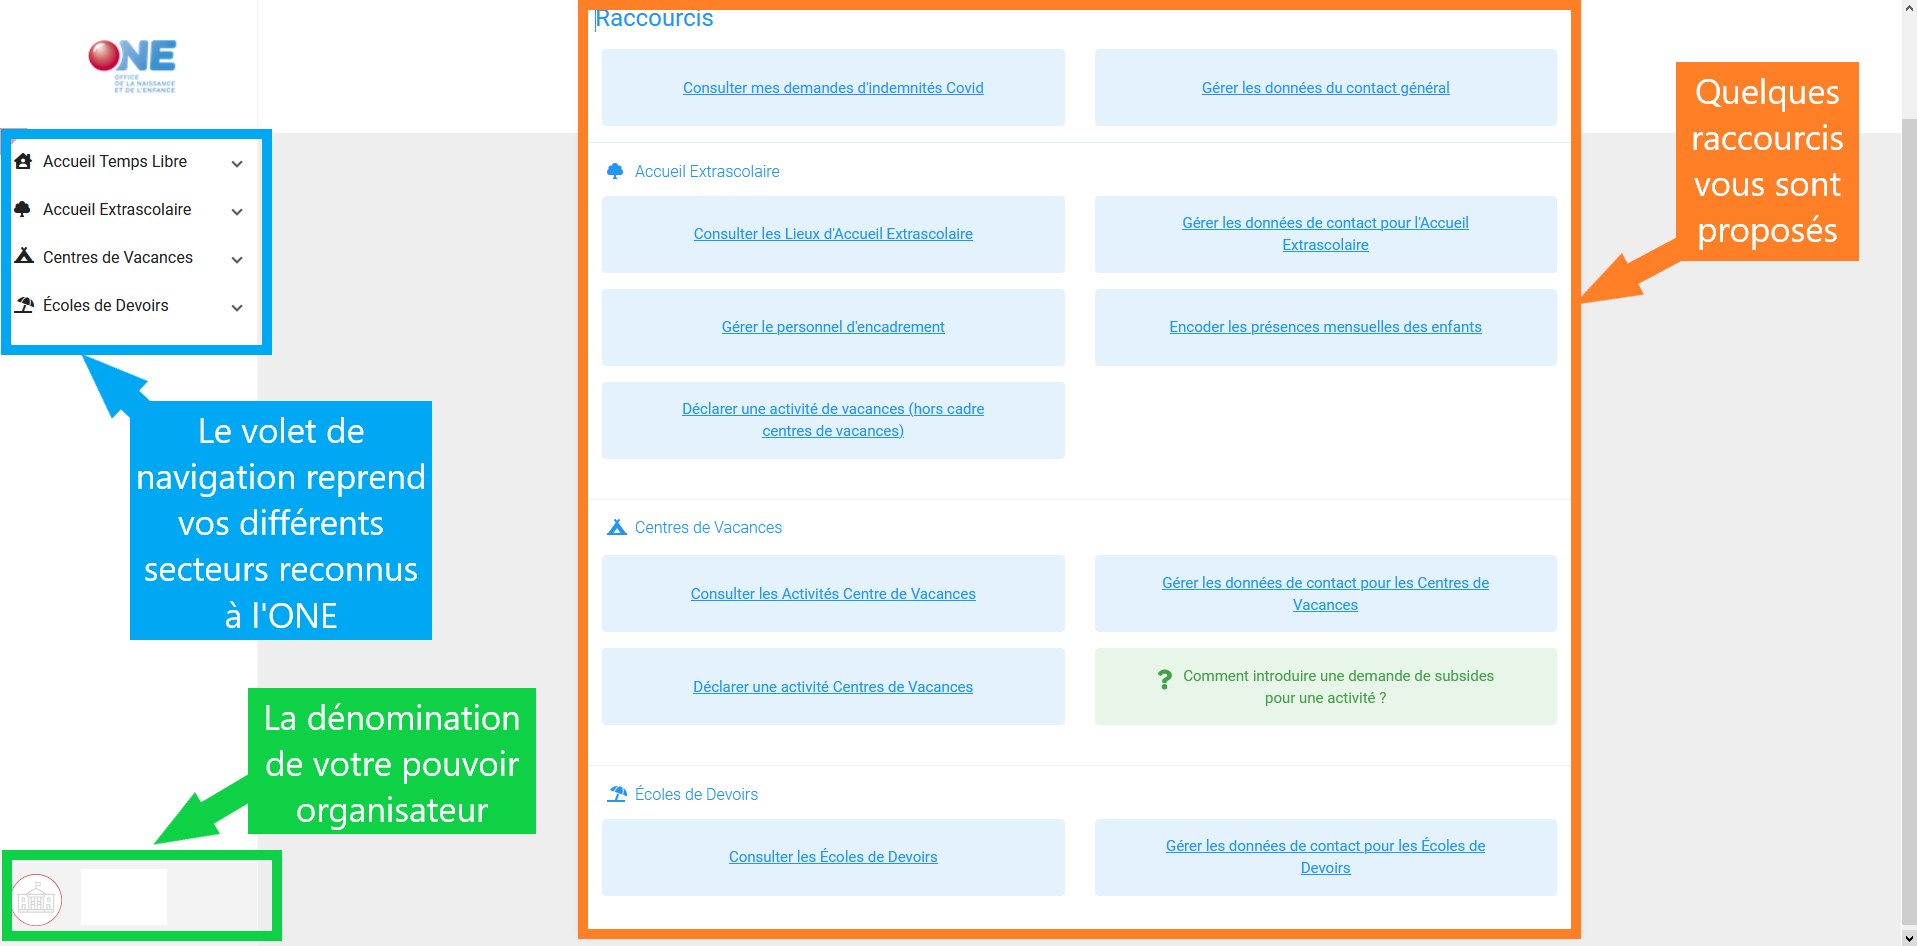 ONE
OFFICE
DE LA NAISSANCE
ET DE L'ENFANCE
Accueil Temps Libre
Accueil Extrascolaire
Centres de Vacances
Écoles de Devoirs
Le volet de
navigation reprend
vos différents
secteurs reconnus
à l'ONE
La dénomination
de votre pouvoir
organisateur
Raccourcis
Consulter mes demandes d'indemnités Covid
Gérer les données du contact général
Accueil Extrascolaire
Consulter les Lieux d'Accueil Extrascolaire
Gérer les données de contact pour l'Accueil
Extrascolaire
Gérer le personnel d'encadrement
Encoder les présences mensuelles des enfants
Déclarer une activité de vacances (hors cadre
centres de vacances)
Centres de Vacances
Consulter les Activités Centre de Vacances
Gérer les données de contact pour les Centres de
Vacances
Déclarer une activité Centres de Vacances
? Comment introduire une demande de subsides
pour une activité ?
Écoles de Devoirs
Consulter les Écoles de Devoirs
Gérer les données de contact pour les Écoles de
Devoirs
Quelques
raccourcis
vous sont
proposés